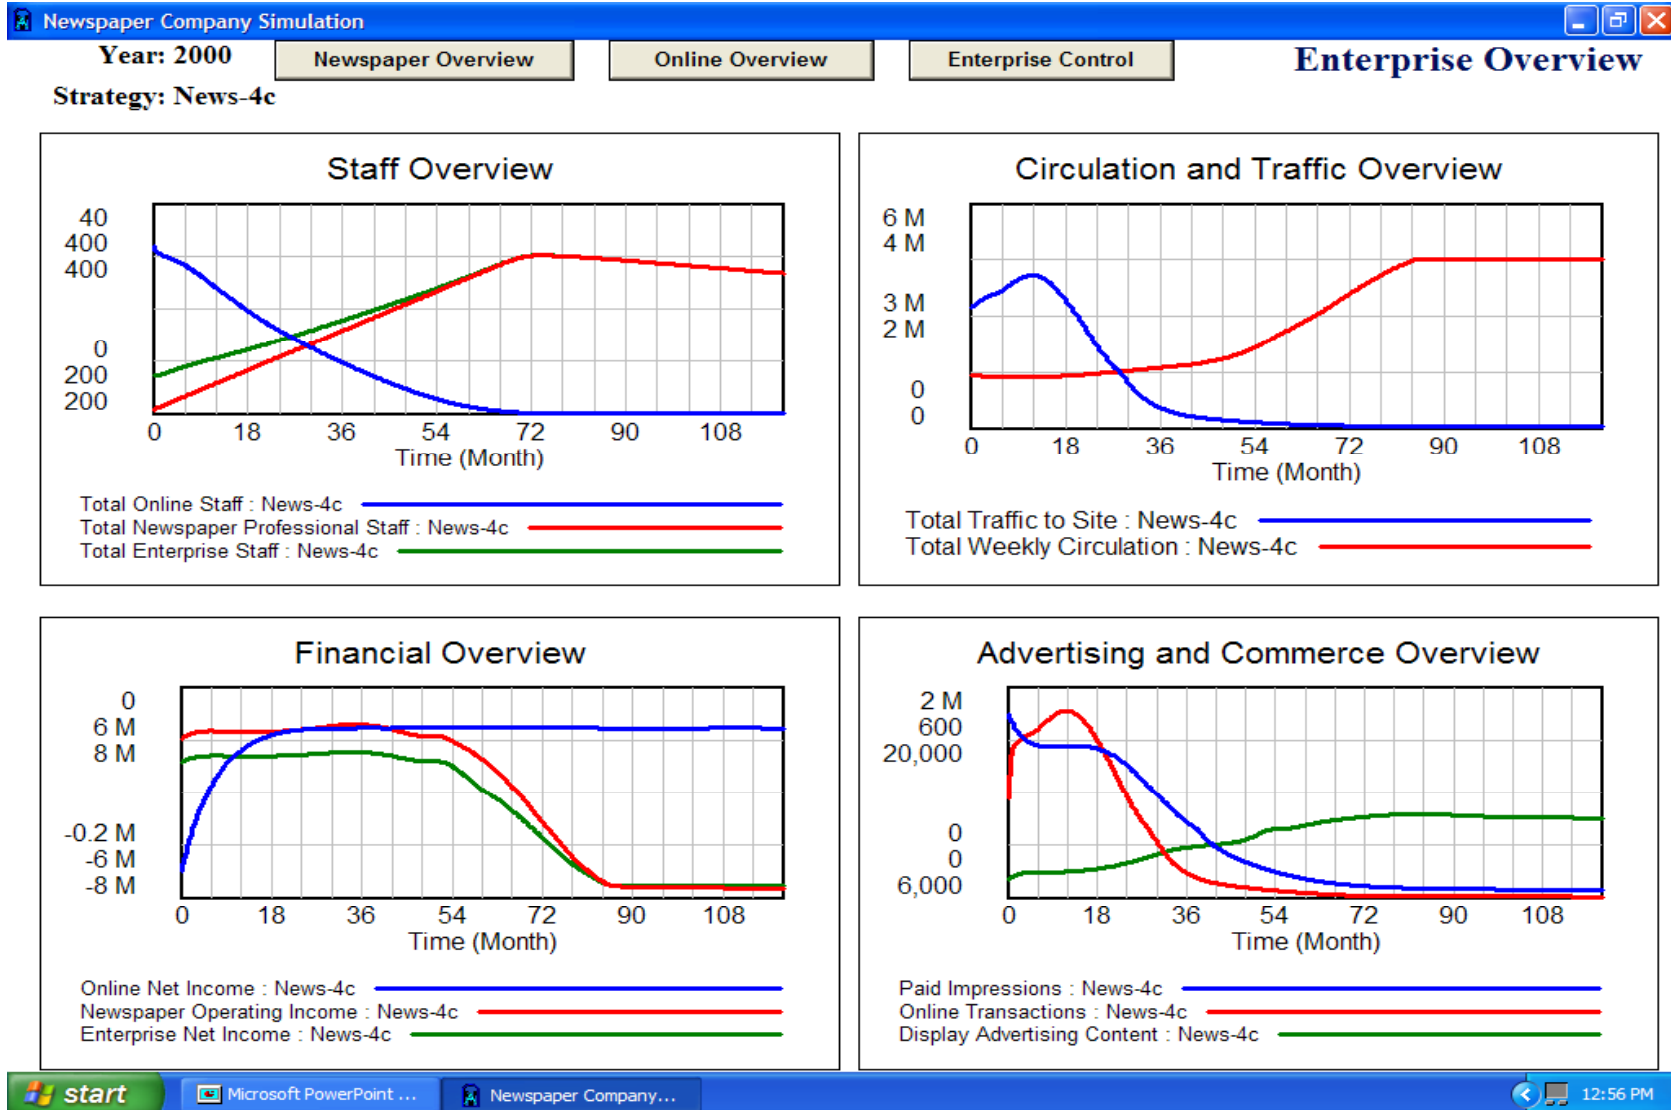 Newspaper Company Simulation
Year: 2000
Newspaper Overview
Online Overview
Enterprise Control
Enterprise Overview
Strategy: News-4c
Staff Overview
40
400
400
0
200
200
0 18 36 54 72 90 108
Time (Month)
Total Online Staff : News-4c
Total Newspaper Professional Staff : News-4c
Total Enterprise Staff : News-4c
Circulation and Traffic Overview
6 M
4 M
3 M
2 M
0
0
0 18 36 54 72 90 108
Time (Month)
Total Traffic to Site : News-4c
Total Weekly Circulation : News-4c
Financial Overview
0
6 M
8 M
-0.2 M
-6 M
-8 M
0 18 36 54 72 90 108
Time (Month)
Online Net Income : News-4c
Newspaper Operating Income : News-4c
Enterprise Net Income : News-4c
Advertising and Commerce Overview
2 M
600
20,000
0
0
6,000
0 18 36 54 72 90 108
Time (Month)
Paid Impressions : News-4c
Online Transactions : News-4c
Display Advertising Content : News-4c
start
Microsoft PowerPoint ...
Newspaper Company...
12:56 PM